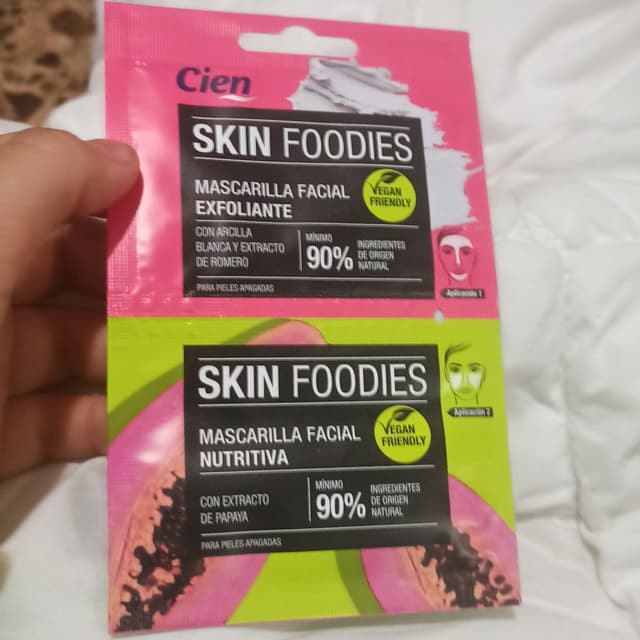 Cien
SKIN FOODIES
MASCARILLA FACIAL
EXFOLIANTE
VEGAN
FRIENDLY
CON ARCILLA
BLANCA Y EXTRACTO
DE ROMERO
MÍNIMO
90%
INGREDIENTES
DE ORIGEN
NATURAL
PARA PIELES APAGADAS
Aplicación 1
SKIN FOODIES
MASCARILLA FACIAL
NUTRITIVA
VEGAN
FRIENDLY
CON EXTRACTO
DE PAPAYA
MÍNIMO
90%
INGREDIENTES
DE ORIGEN
NATURAL
PARA PIELES APAGADAS
Aplicación 2